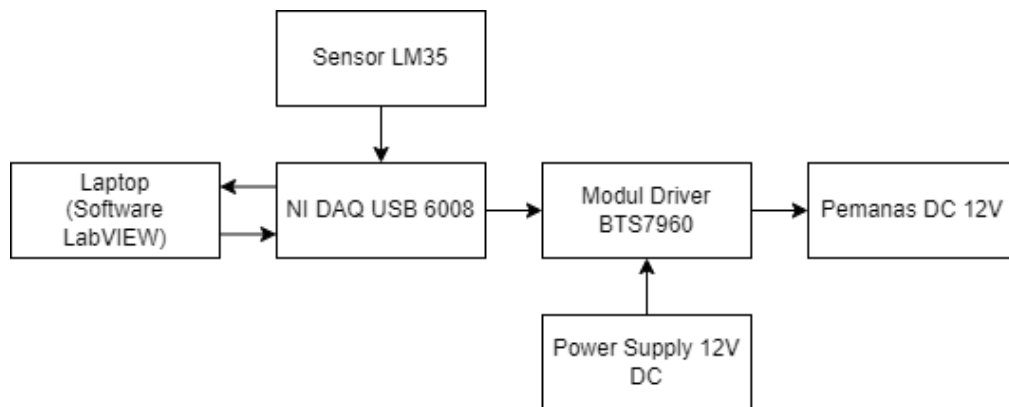 Sensor LM35
Laptop
(Software
LabVIEW)
NI DAQ USB 6008
Modul Driver
BTS7960
Pemanas DC 12V
Power Supply 12V
DC